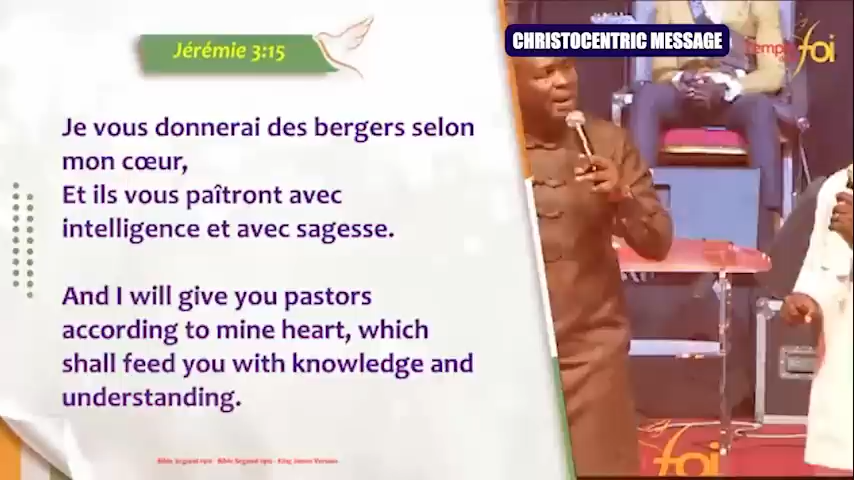 Jérémie 3:15
CHRISTOCENTRIC MESSAGE
foi
Je vous donnerai des bergers selon
mon cœur,
Et ils vous paîtront avec
intelligence et avec sagesse.
And I will give you pastors
according to mine heart, which
shall feed you with knowledge and
understanding.
foi